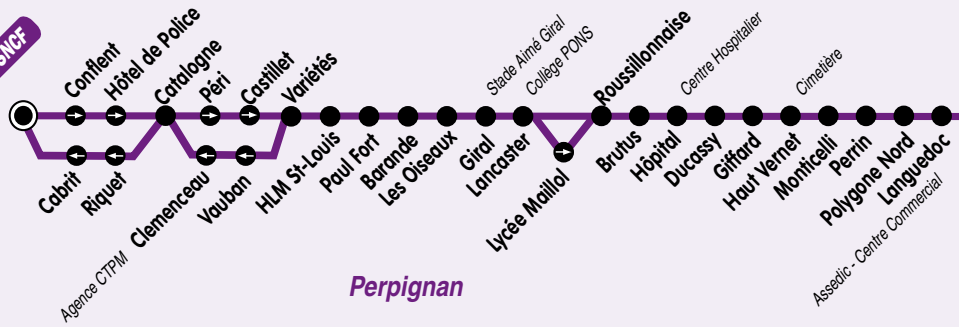 SNCF
Conflent
Hôtel de Police
Catalogne
Péri
Castillet
Variétés
Stade Aimé Giral
Collège PONS
Roussillonnaise
Centre Hospitalier
Cimetière
Cabrit
Riquet
Agence CTPM
Clemenceau
Vauban
HLM St-Louis
Paul Fort
Barande
Les Oiseaux
Giral
Lancaster
Lycée Maillol
Brutus
Hôpital
Ducassy
Giffard
Haut Vernet
Monticelli
Perrin
Polygone Nord
Languedoc
Assedic - Centre Commercial
Perpignan